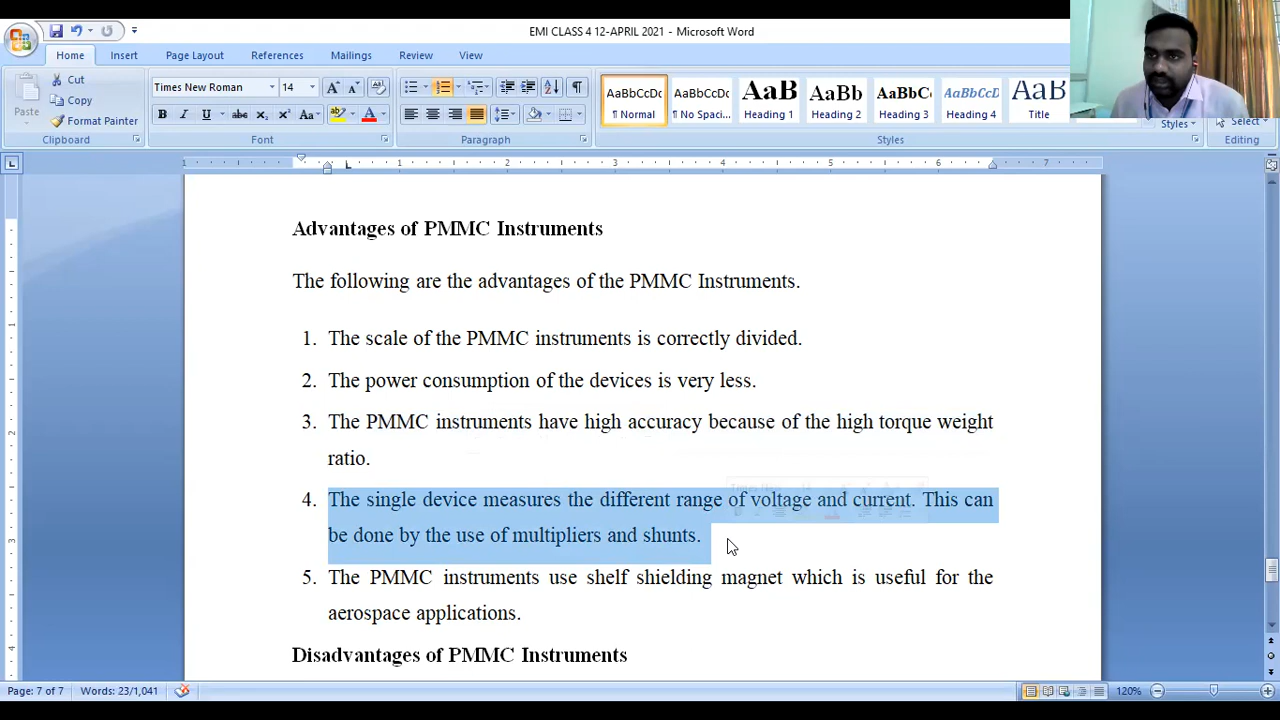 EMI CLASS 4 12-APRIL 2021 - Microsoft Word
Home Insert Page Layout References Mailings Review View
Cut
Copy
Format Painter
Paste
Clipboard
Times New Roman 14
Font
Paragraph
AaBbCcDc AaBbCcDc AaB AaBb AaBbC AaBbCcD AaB
¶ Normal ¶ No Spaci... Heading 1 Heading 2 Heading 3 Heading 4 Title
Styles
Styles
Select
Editing
Advantages of PMMC Instruments
The following are the advantages of the PMMC Instruments.
1. The scale of the PMMC instruments is correctly divided.
2. The power consumption of the devices is very less.
3. The PMMC instruments have high accuracy because of the high torque weight
ratio.
4. The single device measures the different range of voltage and current. This can
be done by the use of multipliers and shunts.
5. The PMMC instruments use shelf shielding magnet which is useful for the
aerospace applications.
Disadvantages of PMMC Instruments
Page: 7 of 7 Words: 23/1,041
120%